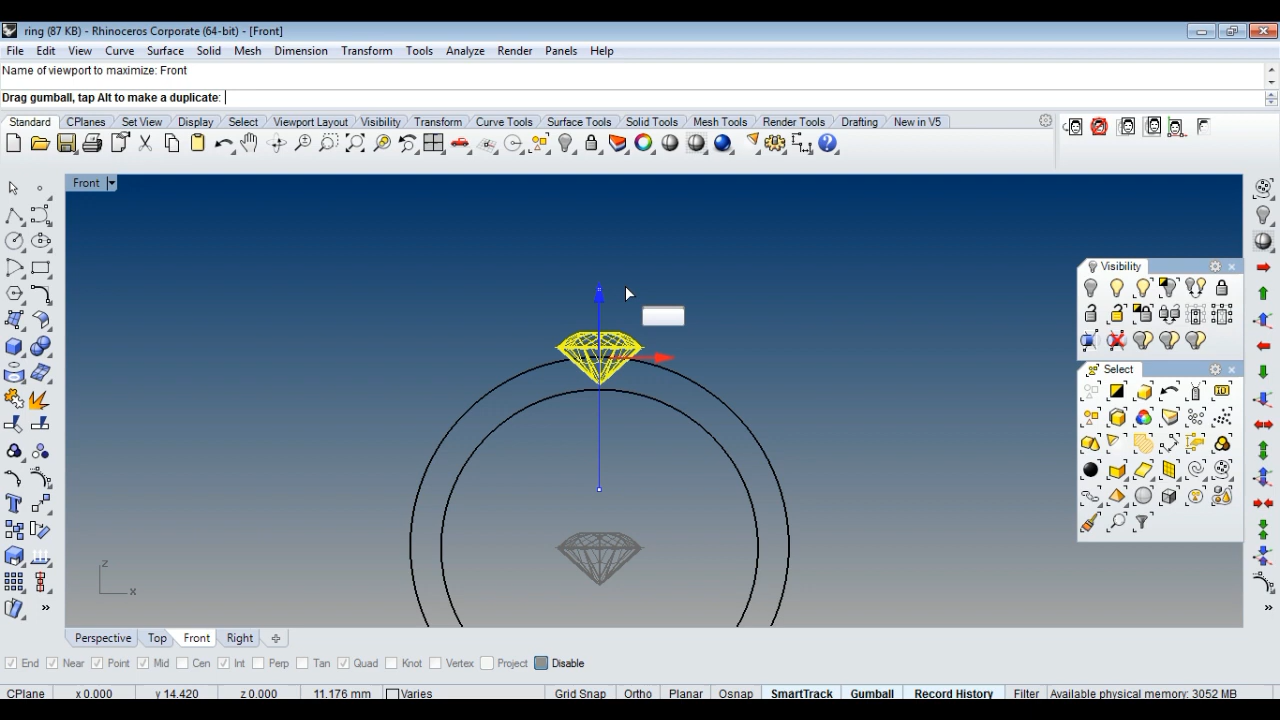 ring (87 KB) - Rhinoceros Corporate (64-bit) - [Front]
File Edit View Curve Surface Solid Mesh Dimension Transform Tools Analyze Render Panels Help
Name of viewport to maximize: Front
Drag gumball, tap Alt to make a duplicate:
Standard CPlanes Set View Display Select Viewport Layout Visibility Transform Curve Tools Surface Tools Solid Tools Mesh Tools Render Tools Drafting New in V5
Front
Visibility
Select
z
x
Perspective Top Front Right
End Near Point Mid Cen Int Perp Tan Quad Knot Vertex Project Disable
CPlane x 0.000 y 14.420 z 0.000 11.176 mm Varies Grid Snap Ortho Planar Osnap SmartTrack Gumball Record History Filter Available physical memory: 3052 MB